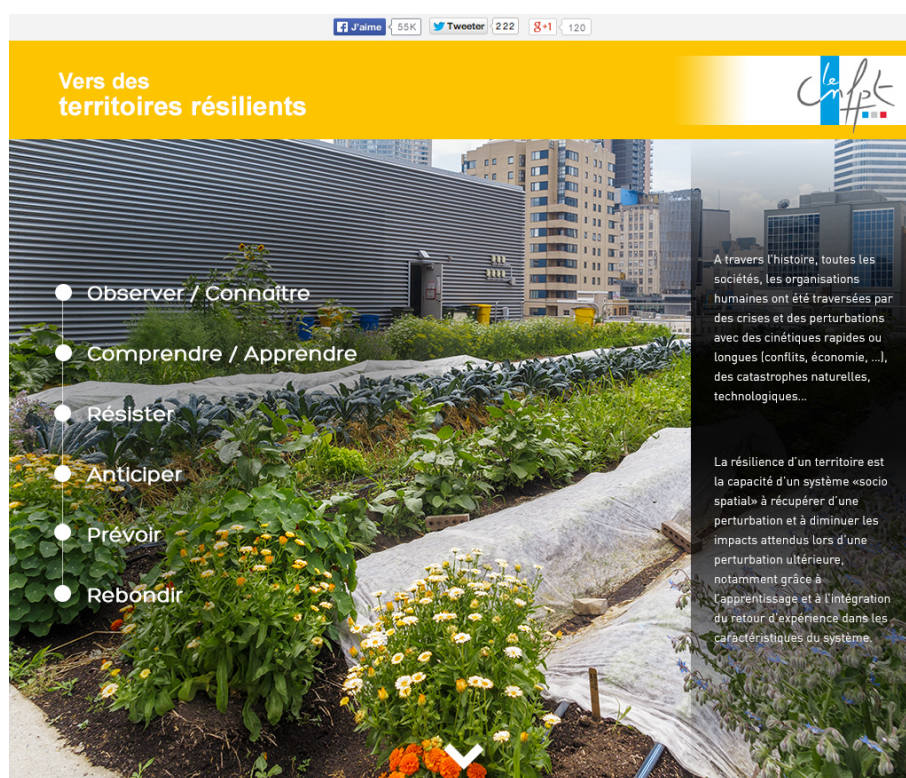 J'aime 55K Tweeter 222 g+1 120
Vers des
territoires résilients
le cnfpt
Observer / Connaître
Comprendre / Apprendre
Résister
Anticiper
Prévoir
Rebondir
A travers l'histoire, toutes les
sociétés, les organisations
humaines ont été traversées par
des crises et des perturbations
avec des cinétiques rapides ou
longues (conflits, économie, ...),
des catastrophes naturelles,
technologiques...
La résilience d'un territoire est
la capacité d'un système «socio
spatial» à récupérer d'une
perturbation et à diminuer les
impacts attendus lors d'une
perturbation ultérieure,
notamment grâce à
l'apprentissage et à l'intégration
du retour d'expérience dans les
caractéristiques du système.